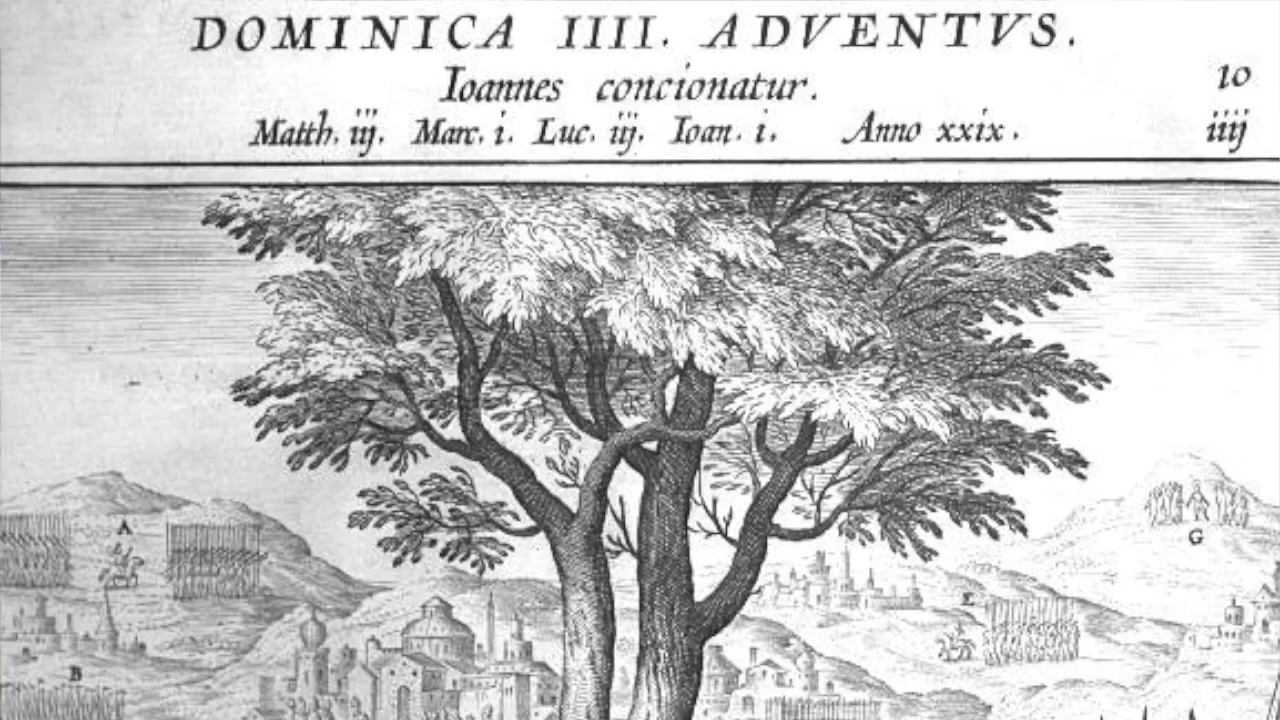 DOMINICA IIII. ADVENTVS.
Ioannes concionatur.
10
Matth. iij. Marc. i. Luc. iij. Ioan. i. Anno xxix.
iiij
A
G
E
B